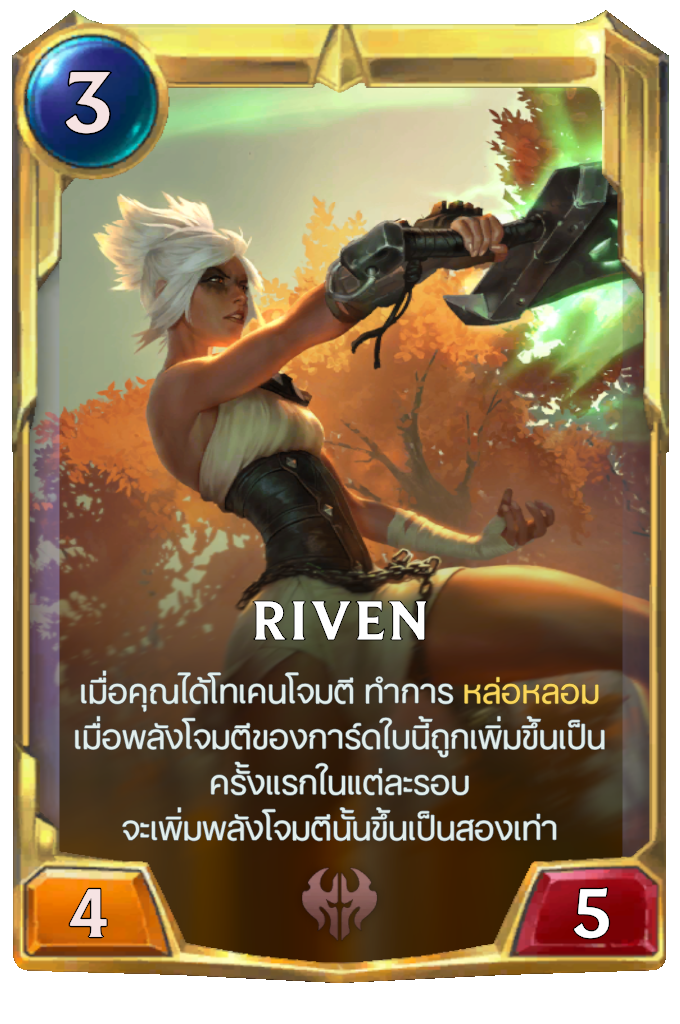 3
RIVEN
เมื่อคุณได้โทเคนโจมตี ทำการ หล่อหลอม
เมื่อพลังโจมตีของการ์ดใบนี้ถูกเพิ่มขึ้นเป็น
ครั้งแรกในแต่ละรอบ
จะเพิ่มพลังโจมตีนั้นขึ้นเป็นสองเท่า
4
5